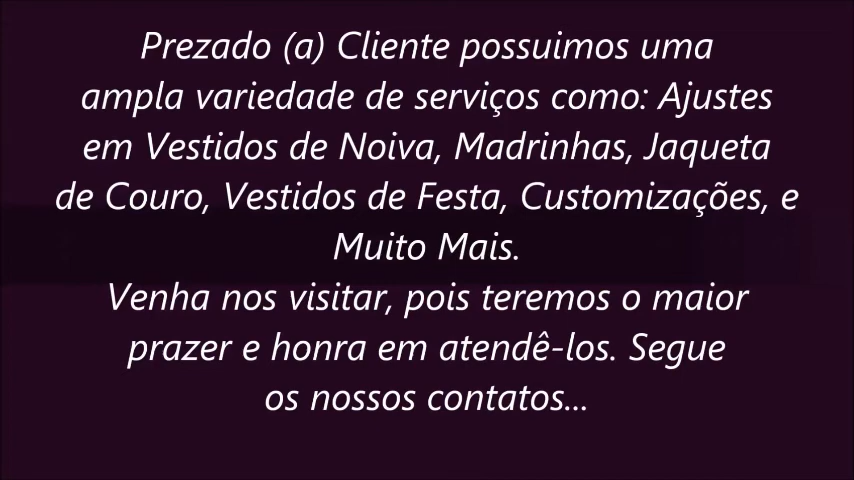 Prezado (a) Cliente possuimos uma
ampla variedade de serviços como: Ajustes
em Vestidos de Noiva, Madrinhas, Jaqueta
de Couro, Vestidos de Festa, Customizações, e
Muito Mais.
Venha nos visitar, pois teremos o maior
prazer e honra em atendê-los. Segue
os nossos contatos...